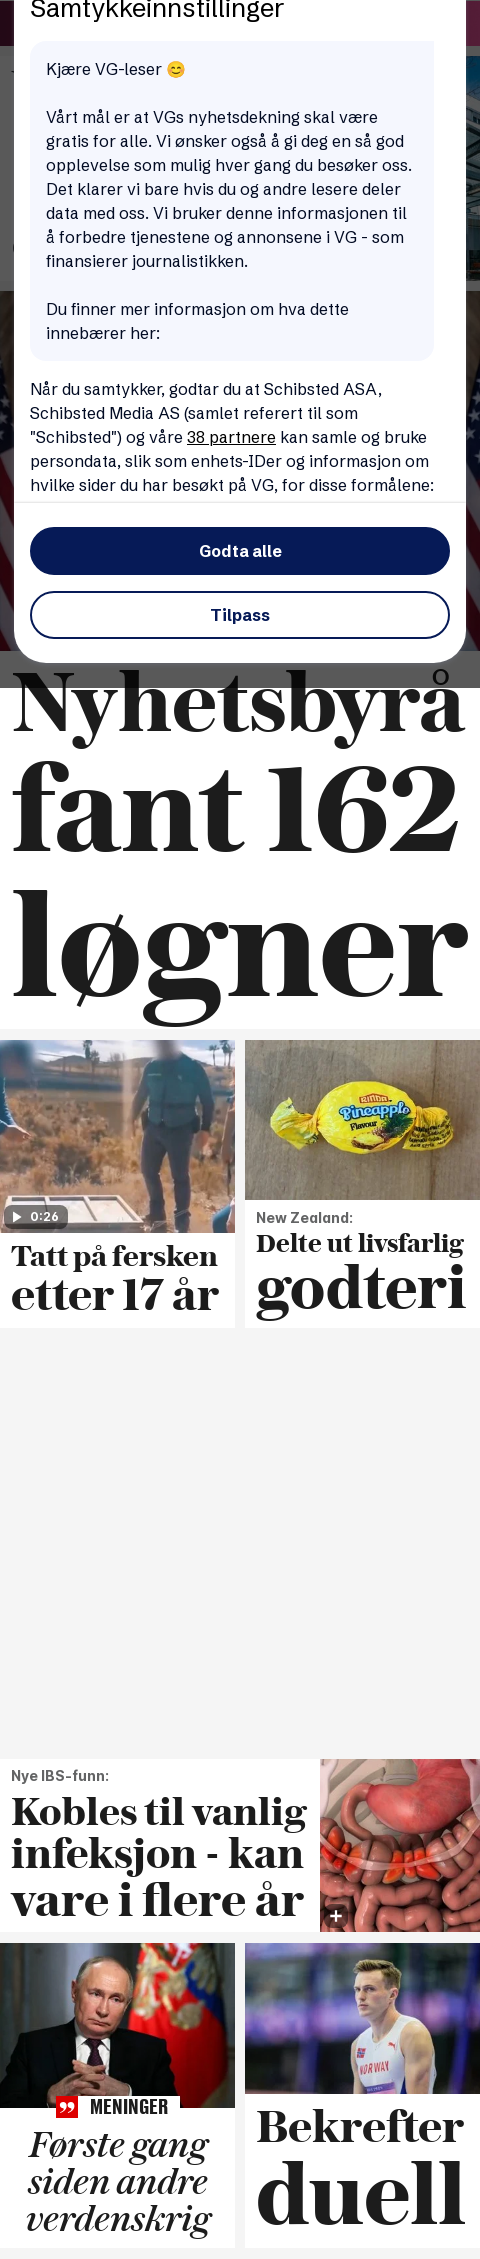 Samtykkeinnstillinger
Kjære VG-leser 😊
Vårt mål er at VGs nyhetsdekning skal være
gratis for alle. Vi ønsker også å gi deg en så god
opplevelse som mulig hver gang du besøker oss.
Det klarer vi bare hvis du og andre lesere deler
data med oss. Vi bruker denne informasjonen til
å forbedre tjenestene og annonsene i VG - som
finansierer journalistikken.
Du finner mer informasjon om hva dette
innebærer her:
Når du samtykker, godtar du at Schibsted ASA,
Schibsted Media AS (samlet referert til som
"Schibsted") og våre 38 partnere kan samle og bruke
persondata, slik som enhets-IDer og informasjon om
hvilke sider du har besøkt på VG, for disse formålene:
Godta alle
Tilpass
Nyhetsbyrå
fant 162
løgner
0:26
Tatt på fersken
etter 17 år
RINDA
Pineapple
Flavour
New Zealand:
Delte ut livsfarlig
godteri
Nye IBS-funn:
Kobles til vanlig
infeksjon - kan
vare i flere år
MENINGER
Første gang
siden andre
verdenskrig
NORWAY
Bekrefter
duell